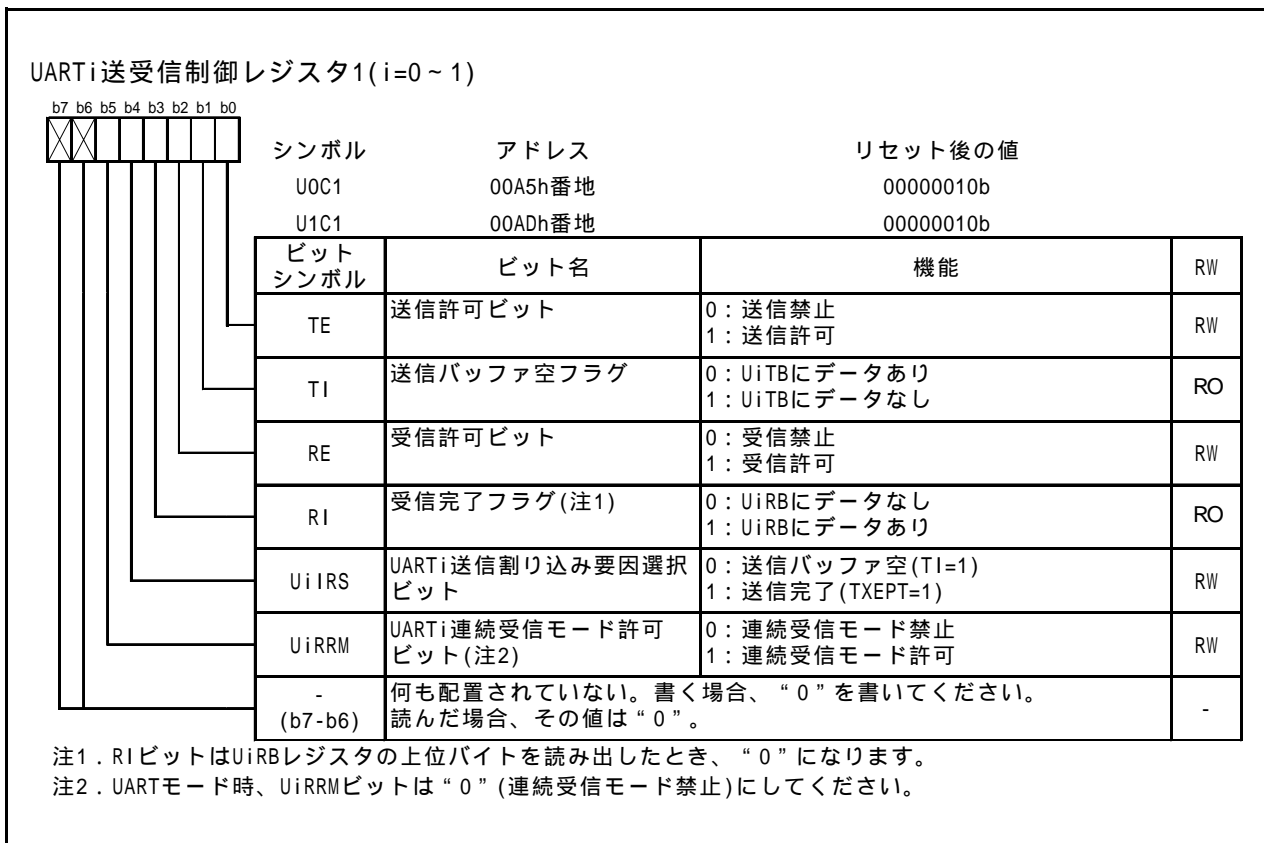 UARTi送受信制御レジスタ1(i=0~1)
b7 b6 b5 b4 b3 b2 b1 b0
シンボル アドレス リセット後の値
U0C1 00A5h番地 00000010b
U1C1 00ADh番地 00000010b
ビット
シンボル ビット名 機能 RW
TE 送信許可ビット 0:送信禁止
1:送信許可 RW
TI 送信バッファ空フラグ 0:UiTBにデータあり
1:UiTBにデータなし RO
RE 受信許可ビット 0:受信禁止
1:受信許可 RW
RI 受信完了フラグ(注1) 0:UiRBにデータなし
1:UiRBにデータあり RO
UiIRS UARTi送信割り込み要因選択
ビット 0:送信バッファ空(TI=1)
1:送信完了(TXEPT=1) RW
UiRRM UARTi連続受信モード許可
ビット(注2) 0:連続受信モード禁止
1:連続受信モード許可 RW
-
(b7-b6) 何も配置されていない。書く場合、“0”を書いてください。
読んだ場合、その値は“0”。 -
注1.RIビットはUiRBレジスタの上位バイトを読み出したとき、“0”になります。
注2.UARTモード時、UiRRMビットは“0”(連続受信モード禁止)にしてください。